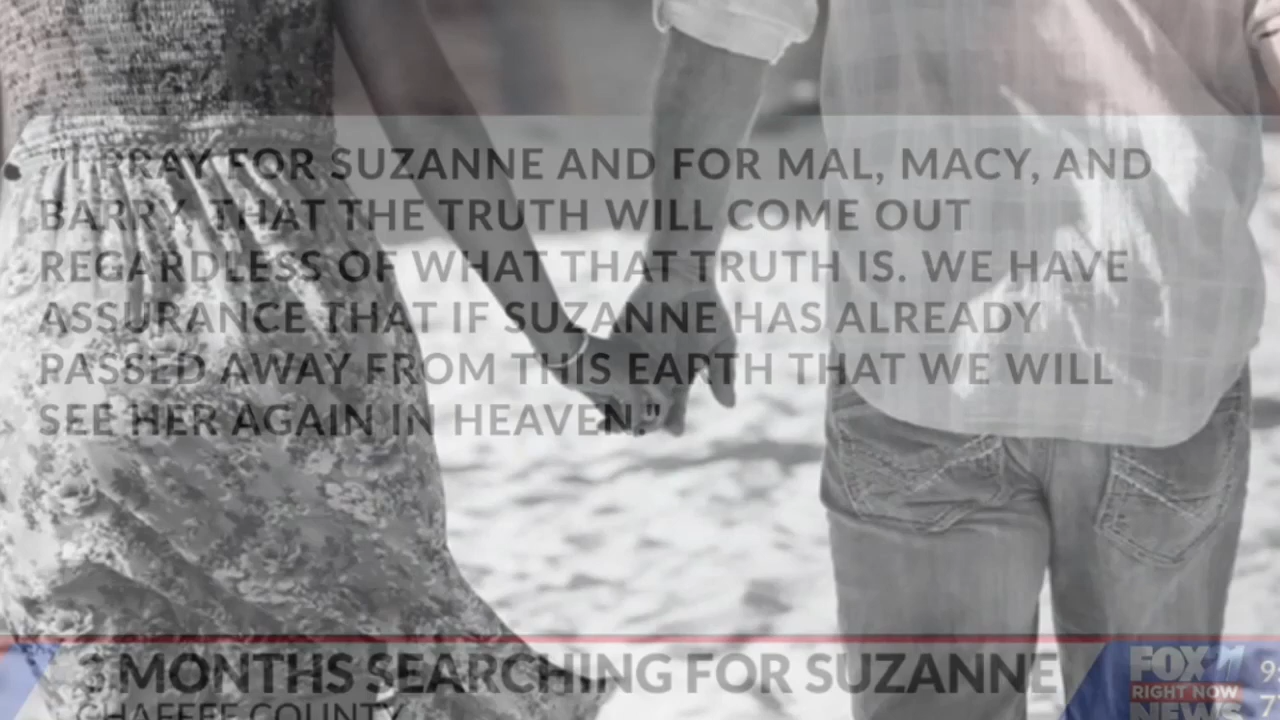 "I PRAY FOR SUZANNE AND FOR MAL, MACY, AND
BARRY, THAT THE TRUTH WILL COME OUT
REGARDLESS OF WHAT THAT TRUTH IS. WE HAVE
ASSURANCE THAT IF SUZANNE HAS ALREADY
PASSED AWAY FROM THIS EARTH THAT WE WILL
SEE HER AGAIN IN HEAVEN."
3 MONTHS SEARCHING FOR SUZANNE
CHAFFEE COUNTY
FOX
RIGHT NOW
NEWS